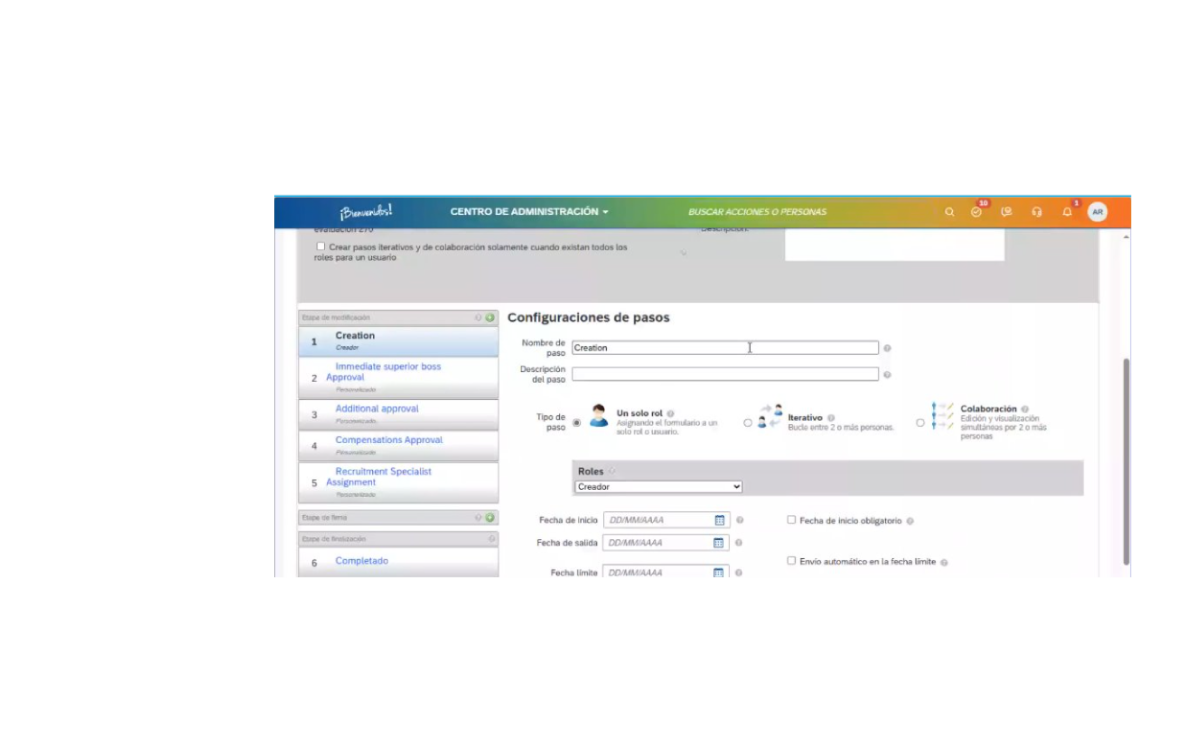 ¡Bienvenidos!
CENTRO DE ADMINISTRACIÓN
BUSCAR ACCIONES O PERSONAS
10
1
AR
evaluación 270
Descripción:
Crear pasos iterativos y de colaboración solamente cuando existan todos los
roles para un usuario
Etapa de modificación
1
Creation
Creador
2
Immediate superior boss
Approval
Personalizado
3
Additional approval
Personalizado
4
Compensations Approval
Personalizado
5
Recruitment Specialist
Assignment
Personalizado
Etapa de firma
Etapa de finalización
6
Completado
Configuraciones de pasos
Nombre de
paso
Creation
Descripción
del paso
Tipo de
paso
Un solo rol
Asignando el formulario a un
solo rol o usuario.
Iterativo
Bucle entre 2 o más personas.
Colaboración
Edición y visualización
simultáneas por 2 o más
personas
Roles
Creador
Fecha de inicio
DD/MM/AAAA
Fecha de inicio obligatorio
Fecha de salida
DD/MM/AAAA
Envío automático en la fecha límite
Fecha límite
DD/MM/AAAA